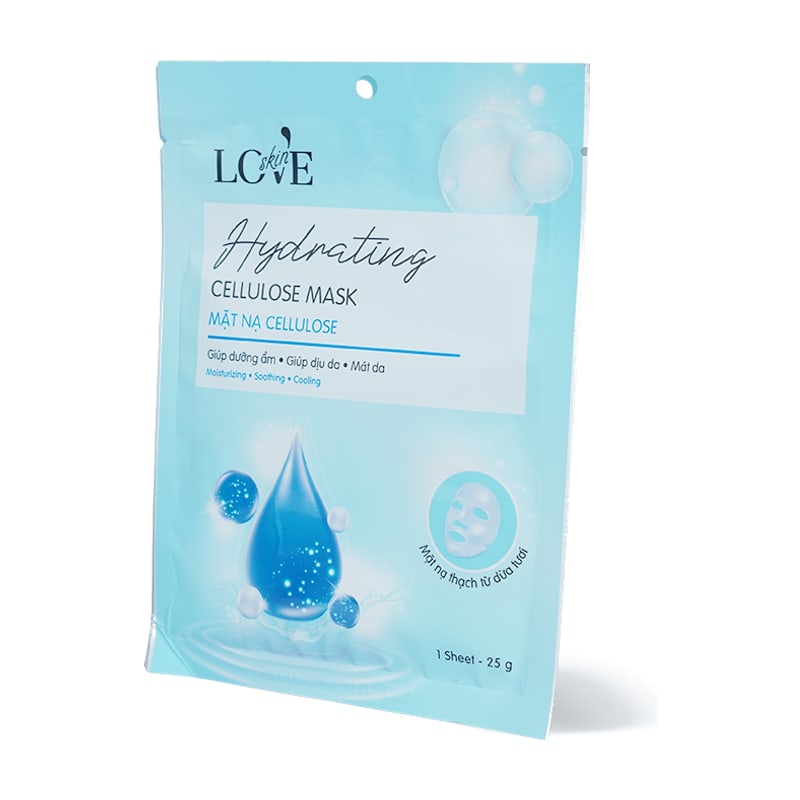 LOVE
skin
Hydrating
CELLULOSE MASK
MẶT NẠ CELLULOSE
Giúp dưỡng ẩm • Giúp dịu da • Mát da
Moisturizing • Soothing • Cooling
Mặt nạ thạch từ dừa tươi
1 Sheet - 25 g